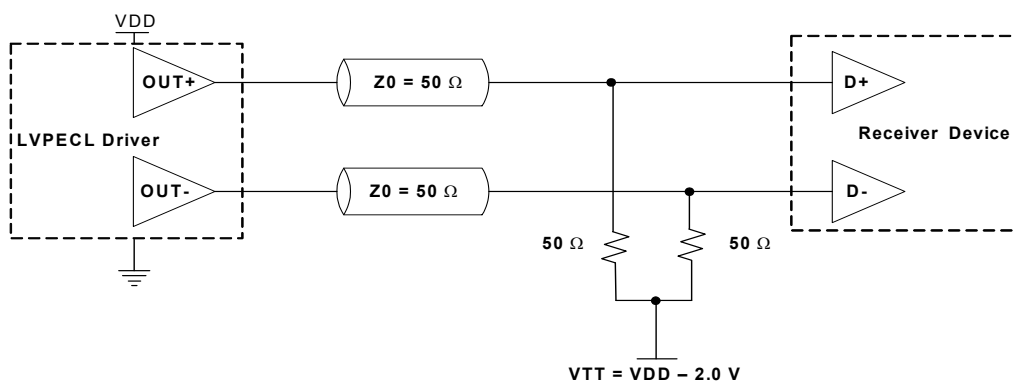 VDD
OUT+
Z0 = 50 Ω
D+
LVPECL Driver
Receiver Device
OUT-
Z0 = 50 Ω
D-
50 Ω
50 Ω
VTT = VDD – 2.0 V